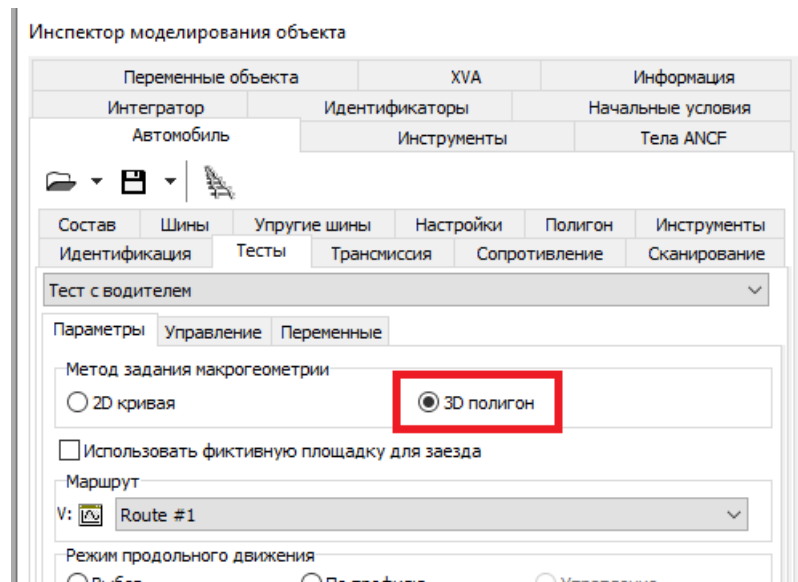 Инспектор моделирования объекта
Переменные объекта XVA Информация
Интегратор Идентификаторы Начальные условия
Автомобиль Инструменты Тела ANCF
Состав Шины Упругие шины Настройки Полигон Инструменты
Идентификация Тесты Трансмиссия Сопротивление Сканирование
Тест с водителем
Параметры Управление Переменные
Метод задания макрогеометрии
2D кривая 3D полигон
Использовать фиктивную площадку для заезда
Маршрут
V: Route #1
Режим продольного движения